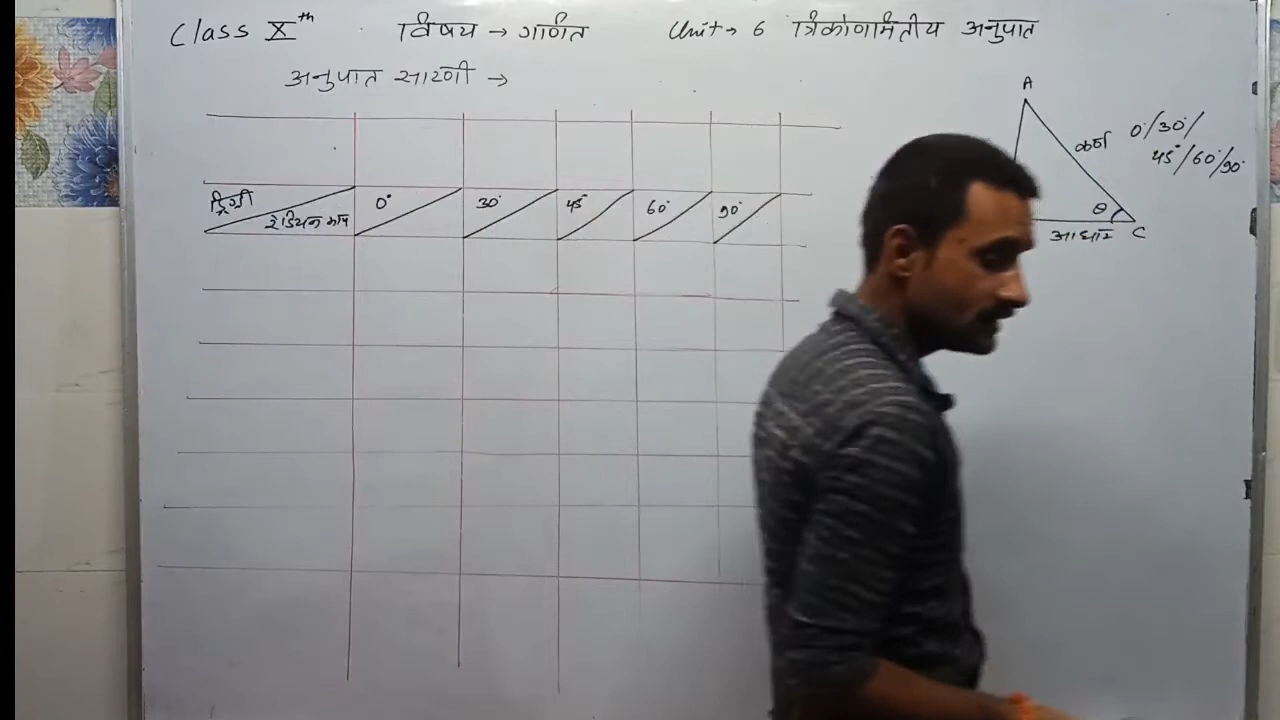 Class Xth विषय → गणित Unit → 6 त्रिकोणमितीय अनुपात
अनुपात सारणी →
A
कर्ण 0°/30°/
45°/60°/90°
डिग्री 0° 30° 45° 60° 90°
रेडियन माप
θ
आधार C